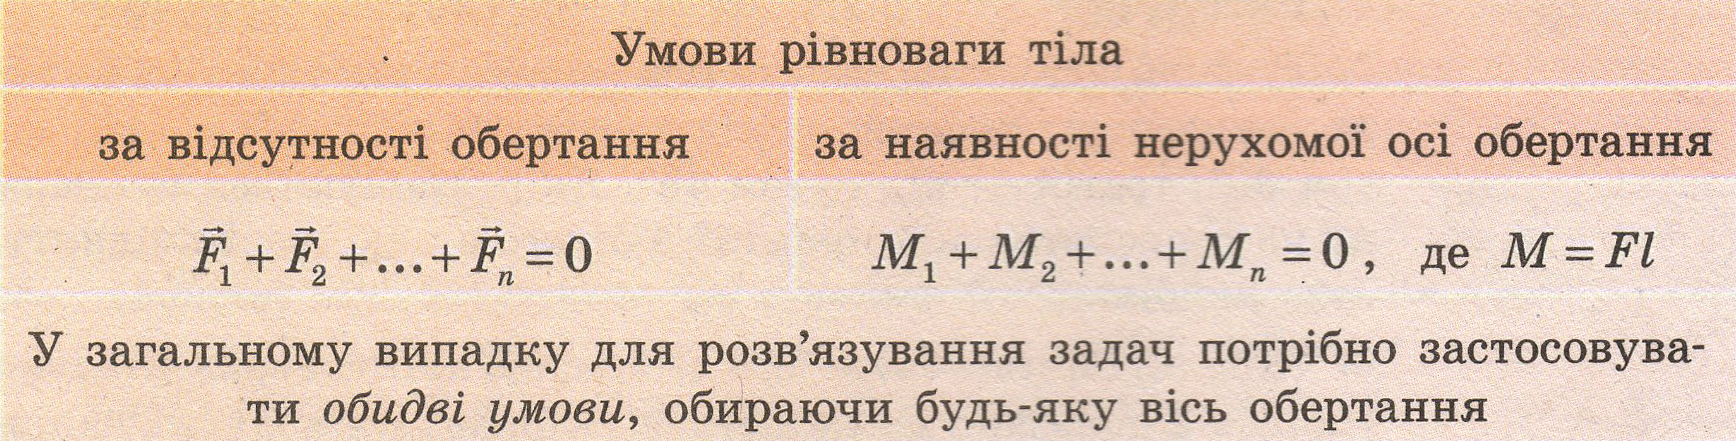 Умови рівноваги тіла
за відсутності обертання
за наявності нерухомої осі обертання
F⃗₁ + F⃗₂ + ... + F⃗ₙ = 0
M₁ + M₂ + ... + Mₙ = 0, де M = Fl
У загальному випадку для розв’язування задач потрібно застосовува-
ти обидві умови, обираючи будь-яку вісь обертання